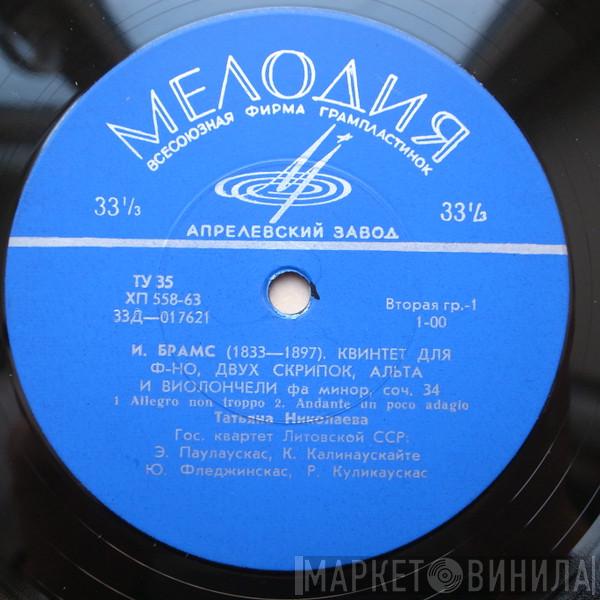 МЕЛОДИЯ
ВСЕСОЮЗНАЯ ФИРМА ГРАМПЛАСТИНОК
33 1/3
33 1/3
АПРЕЛЕВСКИЙ ЗАВОД
ТУ 35
ХП 558-63
33Д—017621
Вторая гр.-1
1-00
И. БРАМС (1833—1897). КВИНТЕТ ДЛЯ
Ф-НО, ДВУХ СКРИПОК, АЛЬТА
И ВИОЛОНЧЕЛИ фа минор, соч. 34
1 Allegro non troppo 2. Andante un poco adagio
Татьяна Николаева
Гос. квартет Литовской ССР:
Э. Паулаускас, К. Калинаускайте
Ю. Фледжинскас, Р. Куликаускас
МАРКЕТ ВИНИЛА